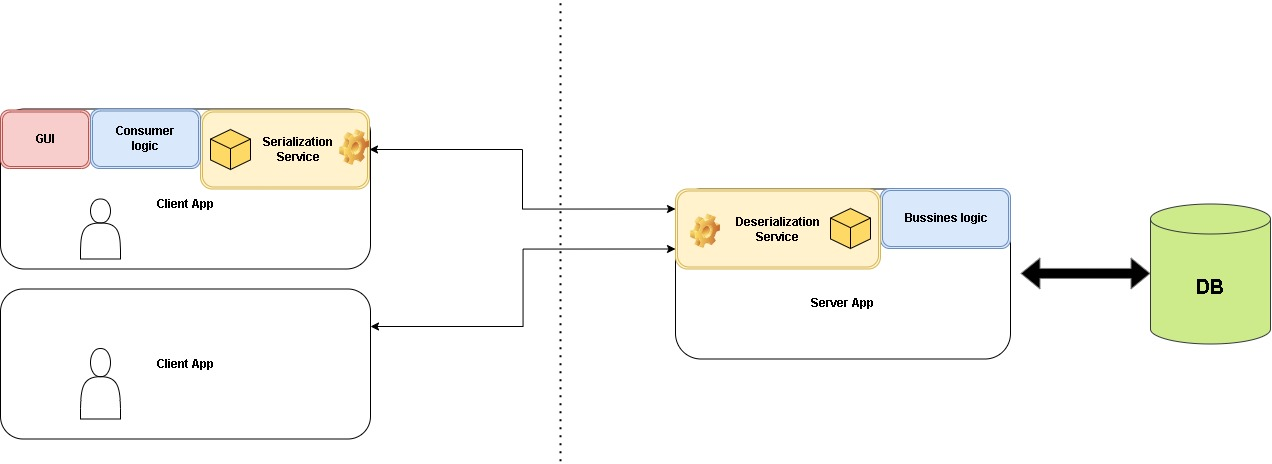 GUI
Consumer
logic
Serialization
Service
Client App
Client App
Deserialization
Service
Bussines logic
Server App
DB